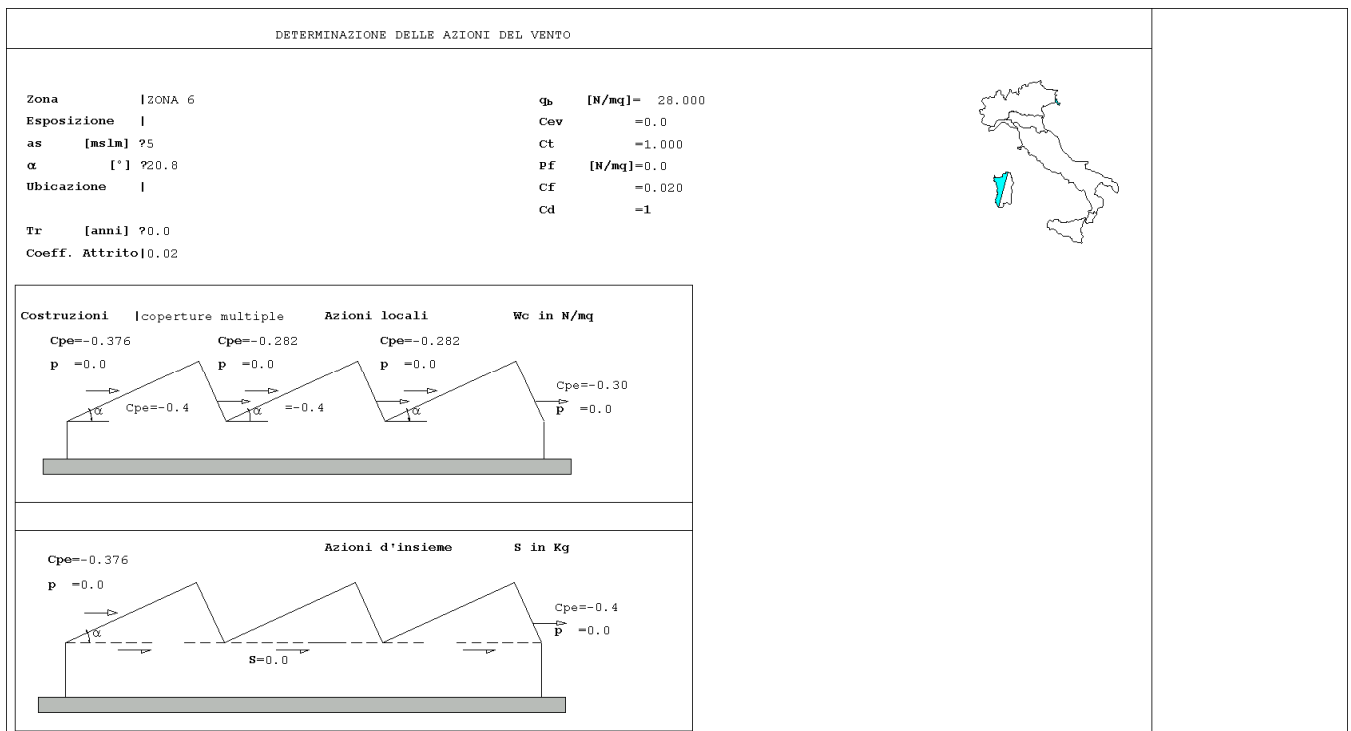 DETERMINAZIONE DELLE AZIONI DEL VENTO
Zona |ZONA 6
Esposizione |
as [mslm] ?5
α [°] ?20.8
Ubicazione |
Tr [anni] ?0.0
Coeff. Attrito|0.02
qb [N/mq]= 28.000
Cev =0.0
Ct =1.000
Pf [N/mq]=0.0
Cf =0.020
Cd =1
Costruzioni |coperture multiple Azioni locali Wc in N/mq
Cpe=-0.376 Cpe=-0.282 Cpe=-0.282
p =0.0 p =0.0 p =0.0
Cpe=-0.30
α Cpe=-0.4 α =-0.4 α p =0.0
Azioni d'insieme S in Kg
Cpe=-0.376
p =0.0
Cpe=-0.4
α p =0.0
S=0.0